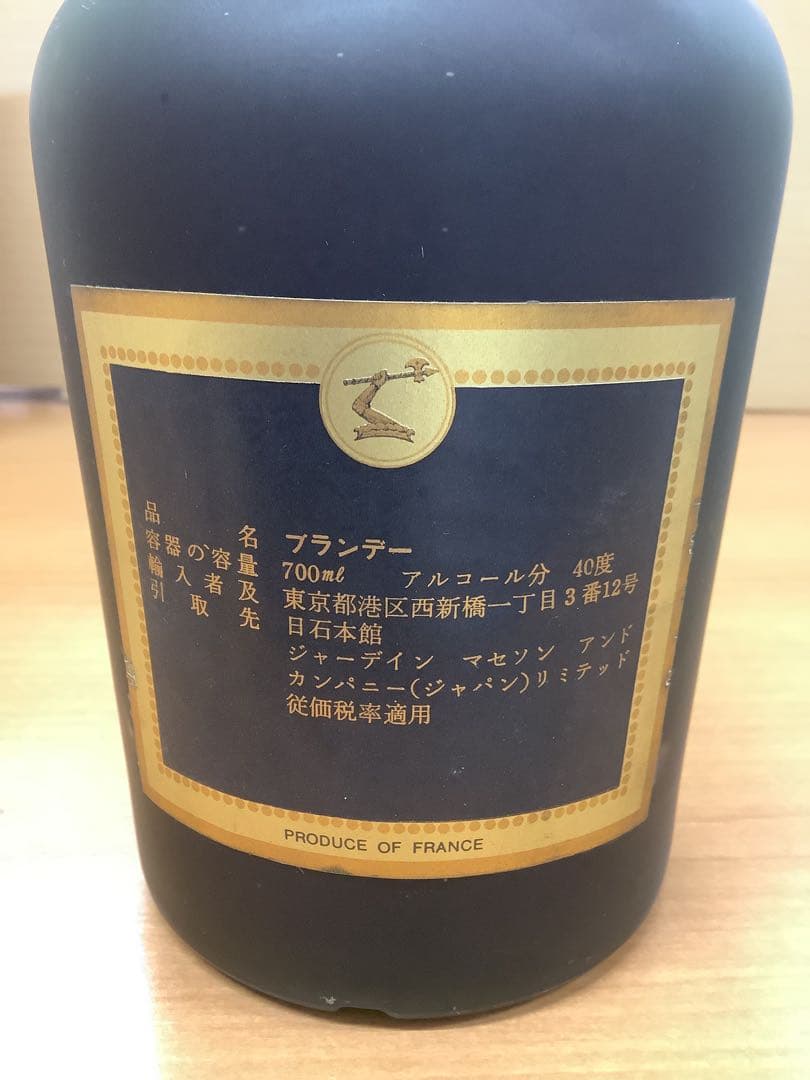 品名 ブランデー
容器の容量 700ml アルコール分 40度
輸入者及 東京都港区西新橋一丁目3番12号
引取先 日石本館
ジャーデイン マセソン アンド
カンパニー(ジャパン)リミテッド
従価税率適用
PRODUCE OF FRANCE